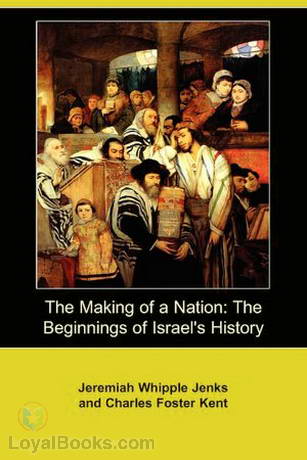 The Making of a Nation: The
Beginnings of Israel's History
Jeremiah Whipple Jenks
and Charles Foster Kent
LoyalBooks.com